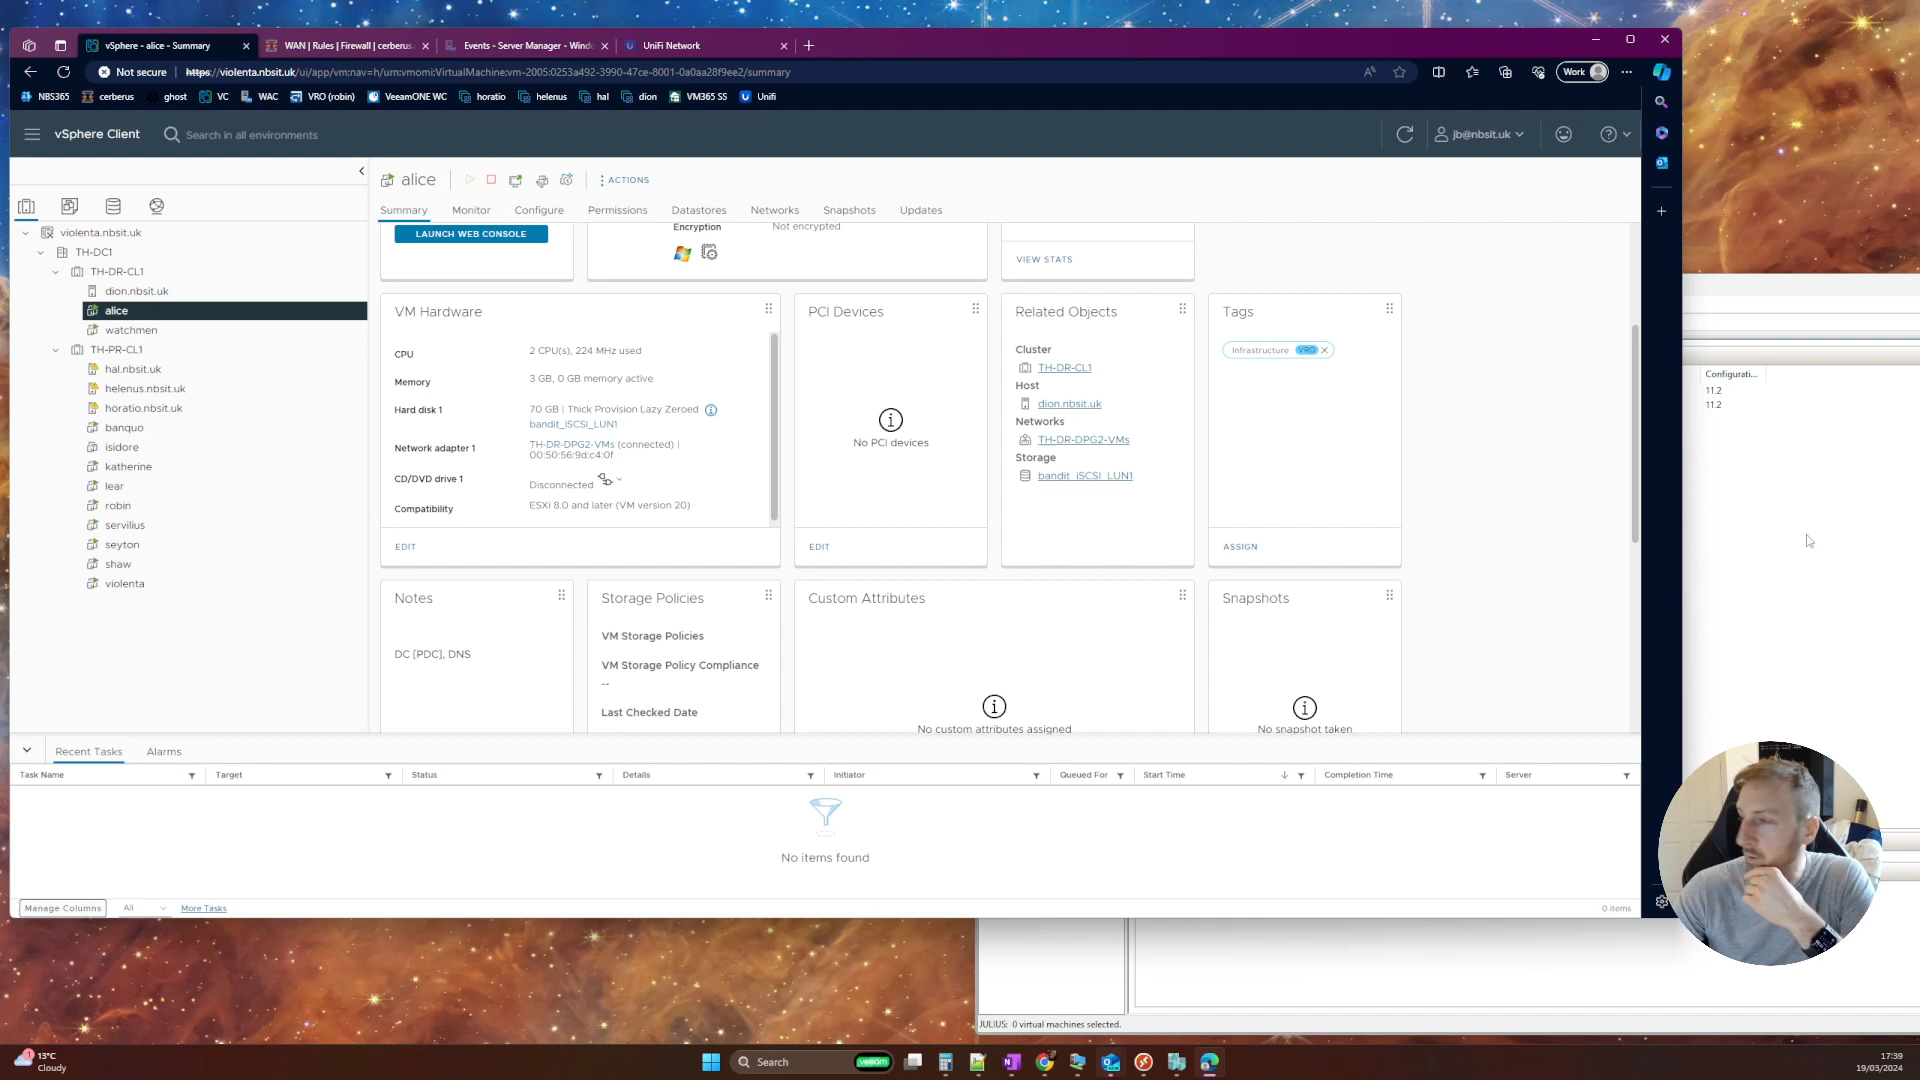 vSphere - alice - Summary
WAN | Rules | Firewall | cerberus.
Events - Server Manager - Windo
UniFi Network
Not secure
https://violenta.nbsit.uk/ui/app/vm;nav=h/urn:vmomi:VirtualMachine:vm-2005:0253a492-3990-47ce-8001-0a0aa28f9ee2/summary
Work
NBS365
cerberus
ghost
VC
WAC
VRO (robin)
VeeamONE WC
horatio
helenus
hal
dion
VM365 SS
Unifi
vSphere Client
Search in all environments
jb@nbsit.uk
alice
ACTIONS
Summary
Monitor
Configure
Permissions
Datastores
Networks
Snapshots
Updates
violenta.nbsit.uk
TH-DC1
TH-DR-CL1
dion.nbsit.uk
alice
watchmen
TH-PR-CL1
hal.nbsit.uk
helenus.nbsit.uk
horatio.nbsit.uk
banquo
isidore
katherine
lear
robin
servilius
seyton
shaw
violenta
LAUNCH WEB CONSOLE
Encryption
Not encrypted
VIEW STATS
VM Hardware
CPU
2 CPU(s), 224 MHz used
Memory
3 GB, 0 GB memory active
Hard disk 1
70 GB | Thick Provision Lazy Zeroed
bandit_iSCSI_LUN1
Network adapter 1
TH-DR-DPG2-VMs (connected) |
00:50:56:9d:c4:0f
CD/DVD drive 1
Disconnected
Compatibility
ESXi 8.0 and later (VM version 20)
EDIT
PCI Devices
No PCI devices
EDIT
Related Objects
Cluster
TH-DR-CL1
Host
dion.nbsit.uk
Networks
TH-DR-DPG2-VMs
Storage
bandit_iSCSI_LUN1
Tags
Infrastructure
VRO
ASSIGN
Configurati...
11.2
11.2
Notes
DC [PDC], DNS
Storage Policies
VM Storage Policies
VM Storage Policy Compliance
--
Last Checked Date
Custom Attributes
No custom attributes assigned
Snapshots
No snapshot taken
Recent Tasks
Alarms
Task Name
Target
Status
Details
Initiator
Queued For
Start Time
Completion Time
Server
No items found
Manage Columns
All
More Tasks
0 items
JULIUS: 0 virtual machines selected.
1
13°C
Cloudy
Search
veeam
17:39
19/03/2024